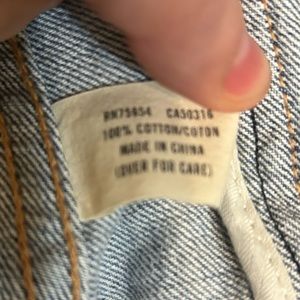 RN75654 CA50316
100% COTTON/COTON
MADE IN CHINA
(OVER FOR CARE)